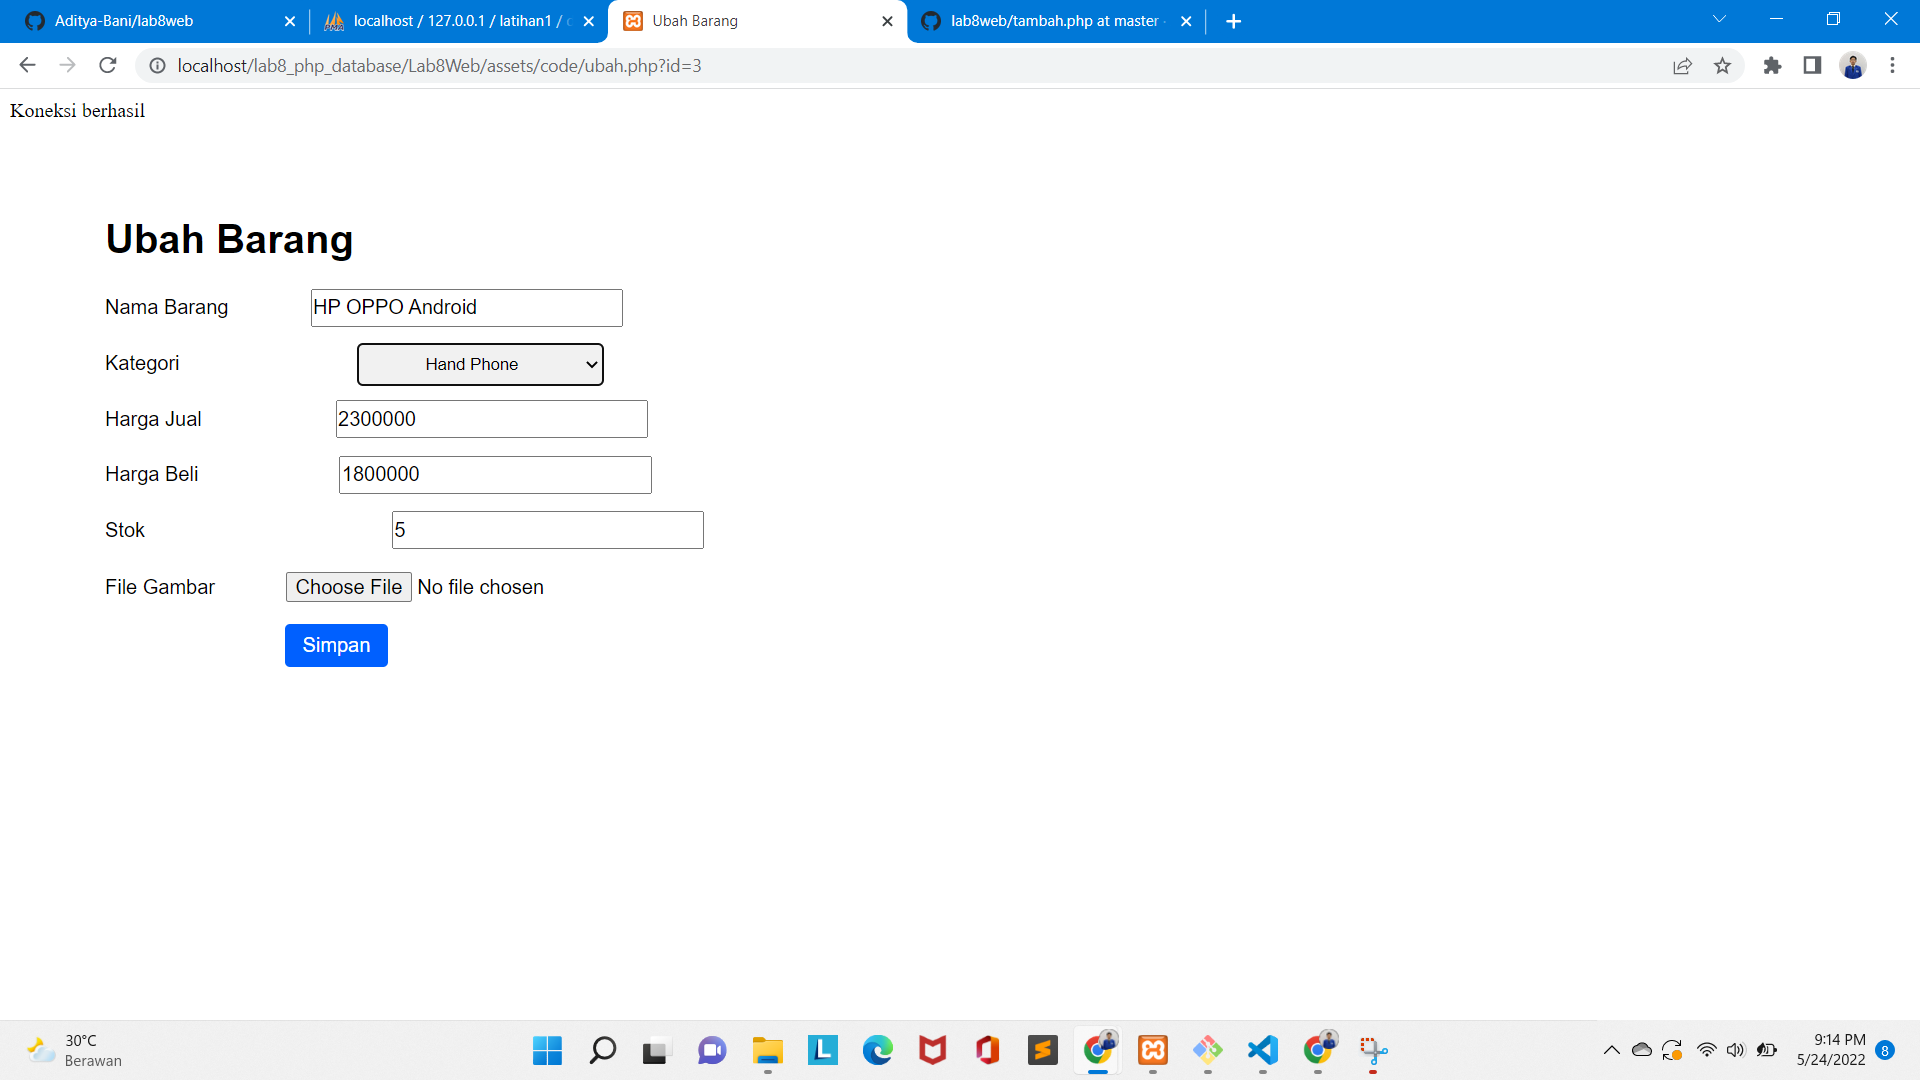 Aditya-Bani/lab8web
localhost / 127.0.0.1 / latihan1 /
Ubah Barang
lab8web/tambah.php at master
localhost/lab8_php_database/Lab8Web/assets/code/ubah.php?id=3
Koneksi berhasil
Ubah Barang
Nama Barang HP OPPO Android
Kategori Hand Phone
Harga Jual 2300000
Harga Beli 1800000
Stok 5
File Gambar Choose File No file chosen
Simpan
30°C
Berawan
9:14 PM
5/24/2022
8